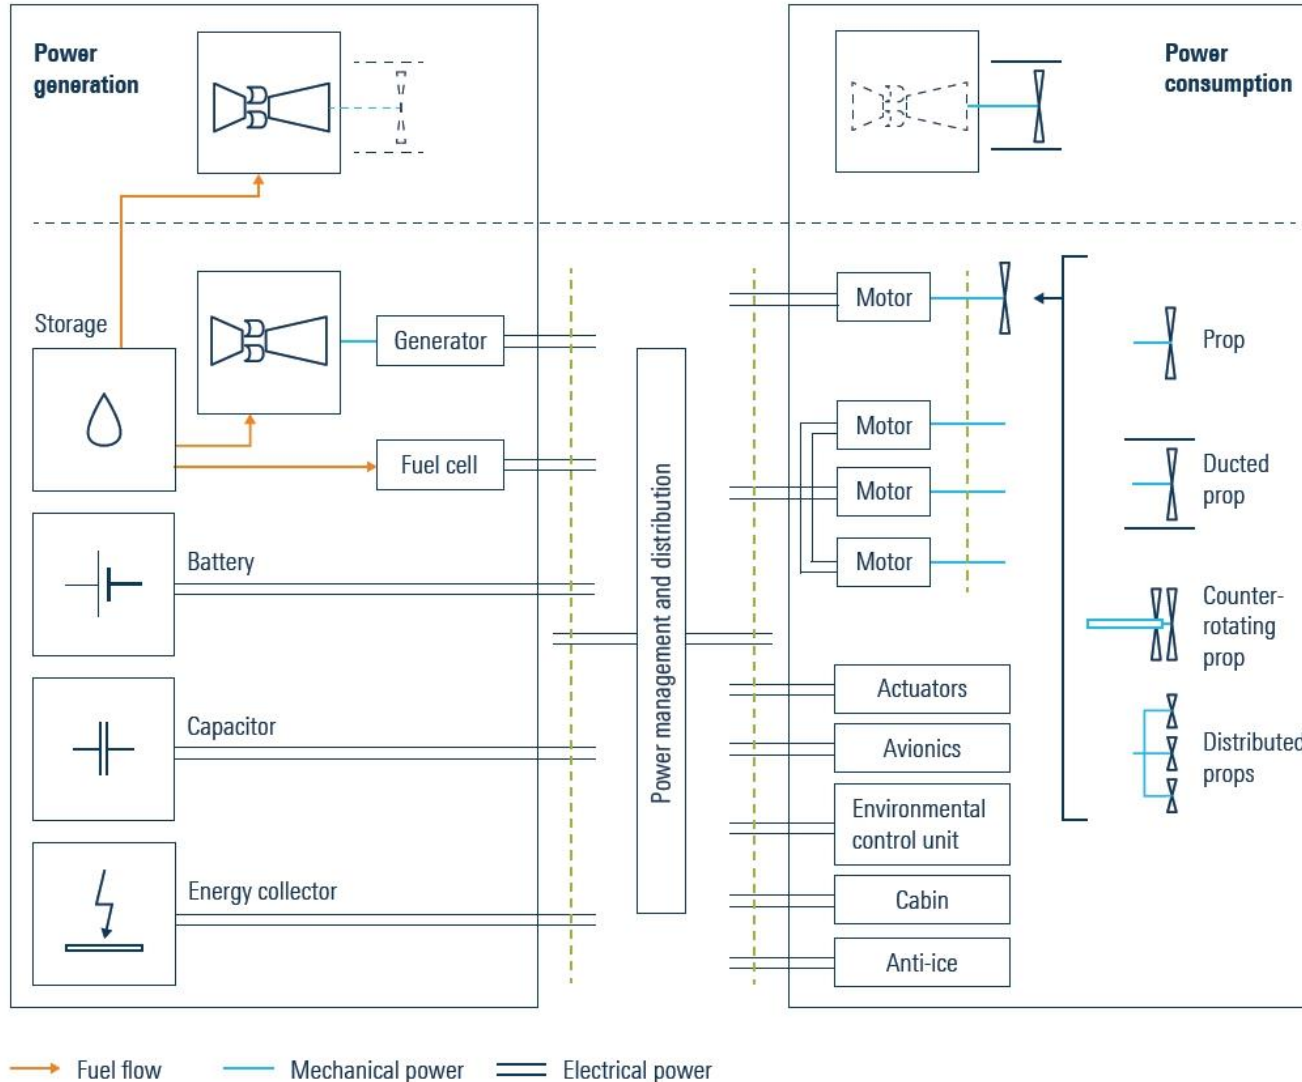 Power
generation
Power
consumption
Storage
Generator
Fuel cell
Battery
Capacitor
Energy collector
Power management and distribution
Motor
Motor
Motor
Motor
Actuators
Avionics
Environmental
control unit
Cabin
Anti-ice
Prop
Ducted
prop
Counter-
rotating
prop
Distributed
props
Fuel flow
Mechanical power
Electrical power